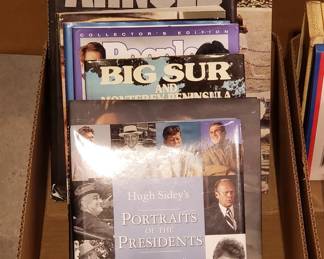 COLLECTOR'S EDITION
People
BIG SUR
AND
MONTEREY PENINSULA
Hugh Sidey's
PORTRAITS
OF THE
PRESIDENTS